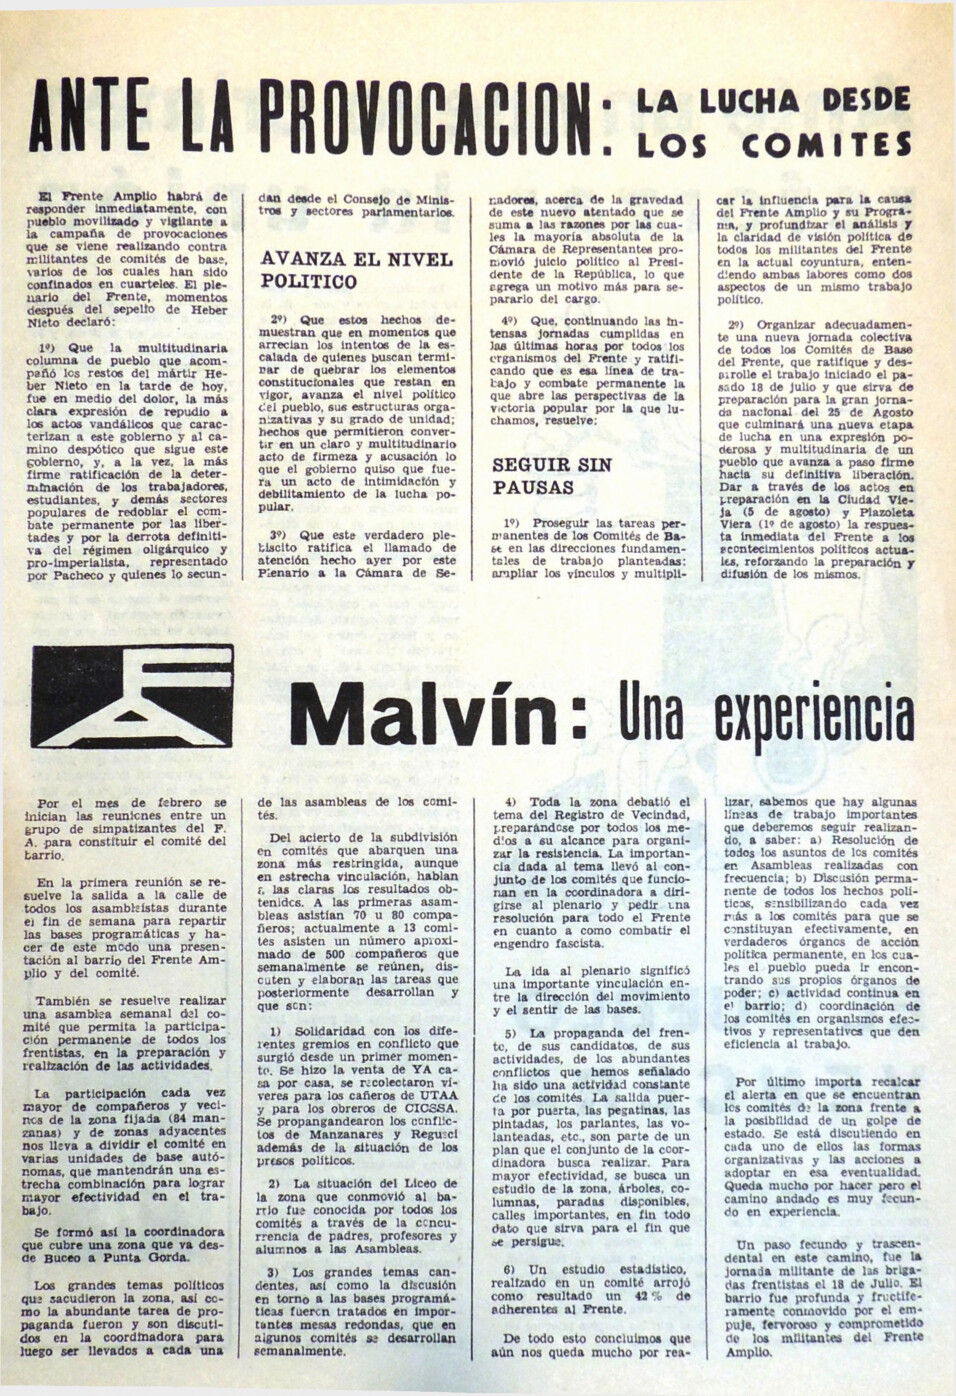 ANTE LA PROVOCACION: LA LUCHA DESDE
LOS COMITES
El Frente Amplio habrá de
responder inmediatamente, con
pueblo movilizado y vigilante a
la campaña de provocaciones
que se viene realizando contra
militantes de comités de base,
varios de los cuales han sido
confinados en cuarteles. El ple-
nario del Frente, momentos
después del sepelio de Heber
Nieto declaró:
1º) Que la multitudinaria
columna de pueblo que acom-
pañó los restos del mártir He-
ber Nieto en la tarde de hoy,
fue en medio del dolor, la más
clara expresión de repudio a
los actos vandálicos que carac-
terizan a este gobierno y al ca-
mino despótico que sigue este
gobierno, y, a la vez, la más
firme ratificación de la deter-
minación de los trabajadores,
estudiantes, y demás sectores
populares de redoblar el com-
bate permanente por las liber-
tades y por la derrota definiti-
va del régimen oligárquico y
pro-imperialista, representado
por Pacheco y quienes lo secun-
dan desde el Consejo de Minis-
tros y sectores parlamentarios.
AVANZA EL NIVEL
POLITICO
2º) Que estos hechos de-
muestran que en momentos que
arrecian los intentos de la es-
calada de quienes buscan termi-
nar de quebrar los elementos
constitucionales que restan en
vigor, avanza el nivel político
del pueblo, sus estructuras orga-
nizativas y su grado de unidad;
hechos que permitieron conver-
tir en un claro y multitudinario
acto de firmeza y acusación lo
que el gobierno quiso que fue-
ra un acto de intimidación y
debilitamiento de la lucha po-
pular.
3º) Que este verdadero ple-
biscito ratifica el llamado de
atención hecho ayer por este
Plenario a la Cámara de Se-
nadores, acerca de la gravedad
de este nuevo atentado que se
suma a las razones por las cua-
les la mayoría absoluta de la
Cámara de Representantes pro-
movió juicio político al Presi-
dente de la República, lo que
agrega un motivo más para se-
pararlo del cargo.
4º) Que, continuando las in-
tensas jornadas cumplidas en
las últimas horas por todos los
organismos del Frente y ratifi-
cando que es esa línea de tra-
bajo y combate permanente la
que abre las perspectivas de la
victoria popular por la que lu-
chamos, resuelve:
SEGUIR SIN
PAUSAS
1º) Proseguir las tareas per-
manentes de los Comités de Ba-
se en las direcciones fundamen-
tales de trabajo planteadas:
ampliar los vínculos y multipli-
car la influencia para la causa
del Frente Amplio y su Progra-
ma, y profundizar el análisis y
la claridad de visión política de
todos los militantes del Frente
en la actual coyuntura, enten-
diendo ambas labores como dos
aspectos de un mismo trabajo
político.
2º) Organizar adecuadamen-
te una nueva jornada colectiva
de todos los Comités de Base
del Frente, que ratifique y des-
arrolle el trabajo iniciado el pa-
sado 18 de julio y que sirva de
preparación para la gran jorna-
da nacional del 25 de Agosto
que culminará una nueva etapa
de lucha en una expresión po-
derosa y multitudinaria de un
pueblo que avanza a paso firme
hacia su definitiva liberación.
Dar a través de los actos en
preparación en la Ciudad Vie-
ja (5 de agosto) y Plazoleta
Viera (1º de agosto) la respues-
ta inmediata del Frente a los
acontecimientos políticos actua-
les, reforzando la preparación y
difusión de los mismos.
FA
Malvín: Una experiencia
Por el mes de febrero se
inician las reuniones entre un
grupo de simpatizantes del F.
A. para constituir el comité del
barrio.
En la primera reunión se re-
suelve la salida a la calle de
todos los asambleístas durante
el fin de semana para repartir
las bases programáticas y ha-
cer de este modo una presen-
tación al barrio del Frente Am-
plio y del comité.
También se resuelve realizar
una asamblea semanal del co-
mité que permita la participa-
ción permanente de todos los
frentistas, en la preparación y
realización de las actividades.
La participación cada vez
mayor de compañeros y veci-
nos de la zona fijada (84 man-
zanas) y de zonas adyacentes
nos lleva a dividir el comité en
varias unidades de base autó-
nomas, que mantendrán una es-
trecha combinación para lograr
mayor efectividad en el tra-
bajo.
Se formó así la coordinadora
que cubre una zona que va des-
de Buceo a Punta Gorda.
Los grandes temas políticos
que sacudieron la zona, así co-
mo la abundante tarea de pro-
paganda fueron y son discuti-
dos en la coordinadora para
luego ser llevados a cada una
de las asambleas de los comi-
tés.
Del acierto de la subdivisión
en comités que abarquen una
zona más restringida, aunque
en estrecha vinculación, hablan
a las claras los resultados ob-
tenidos. A las primeras asam-
bleas asistían 70 u 80 compa-
ñeros; actualmente a 13 comi-
tés asisten un número aproxi-
mado de 500 compañeros que
semanalmente se reúnen, dis-
cuten y elaboran las tareas que
posteriormente desarrollan y
que son:
1) Solidaridad con los dife-
rentes gremios en conflicto que
surgió desde un primer momen-
to. Se hizo la venta de YA ca-
sa por casa, se recolectaron ví-
veres para los cañeros de UTAA
y para los obreros de CICSSA.
Se propagandearon los conflic-
tos de Manzanares y Regusci
además de la situación de los
presos políticos.
2) La situación del Liceo de
la zona que conmovió al ba-
rrio fue conocida por todos los
comités a través de la concu-
rrencia de padres, profesores y
alumnos a las Asambleas.
3) Los grandes temas can-
dentes, así como la discusión
en torno a las bases programá-
ticas fueron tratados en impor-
tantes mesas redondas, que en
algunos comités se desarrollan
semanalmente.
4) Toda la zona debatió el
tema del Registro de Vecindad,
preparándose por todos los me-
dios a su alcance para organi-
zar la resistencia. La importan-
cia dada al tema llevó al con-
junto de los comités que funcio-
nan en la coordinadora a diri-
girse al plenario y pedir una
resolución para todo el Frente
en cuanto a como combatir el
engendro fascista.
La ida al plenario significó
una importante vinculación en-
tre la dirección del movimiento
y el sentir de las bases.
5) La propaganda del fren-
te, de sus candidatos, de sus
actividades, de los abundantes
conflictos que hemos señalado
ha sido una actividad constante
de los comités. La salida puer-
ta por puerta, las pegatinas, las
pintadas, los parlantes, las vo-
lanteadas, etc., son parte de un
plan que el conjunto de la coor-
dinadora busca realizar. Para
mayor efectividad, se busca un
estudio de la zona, árboles, co-
lumnas, paradas disponibles,
calles importantes, en fin todo
dato que sirva para el fin que
se persigue.
6) Un estudio estadístico,
realizado en un comité arrojó
como resultado un 42 % de
adherentes al Frente.
De todo esto concluimos que
aún nos queda mucho por rea-
lizar, sabemos que hay algunas
líneas de trabajo importantes
que deberemos seguir realizan-
do, a saber: a) Resolución de
todos los asuntos de los comités
en Asambleas realizadas con
frecuencia; b) Discusión perma-
nente de todos los hechos polí-
ticos, sensibilizando cada vez
más a los comités para que se
constituyan efectivamente, en
verdaderos órganos de acción
política permanente, en los cua-
les el pueblo pueda ir encon-
trando sus propios órganos de
poder; c) actividad continua en
el barrio; d) coordinación de
los comités en organismos efec-
tivos y representativos que den
eficiencia al trabajo.
Por último importa recalcar
el alerta en que se encuentran
los comités de la zona frente a
la posibilidad de un golpe de
estado. Se está discutiendo en
cada uno de ellos las formas
organizativas y las acciones a
adoptar en esa eventualidad.
Queda mucho por hacer pero el
camino andado es muy fecun-
do en experiencia.
Un paso fecundo y trascen-
dental en este camino, fue la
jornada militante de las briga-
das frentistas el 18 de Julio. El
barrio fue profunda y fructífe-
ramente conmovido por el em-
puje, fervoroso y comprometido
de los militantes del Frente
Amplio.